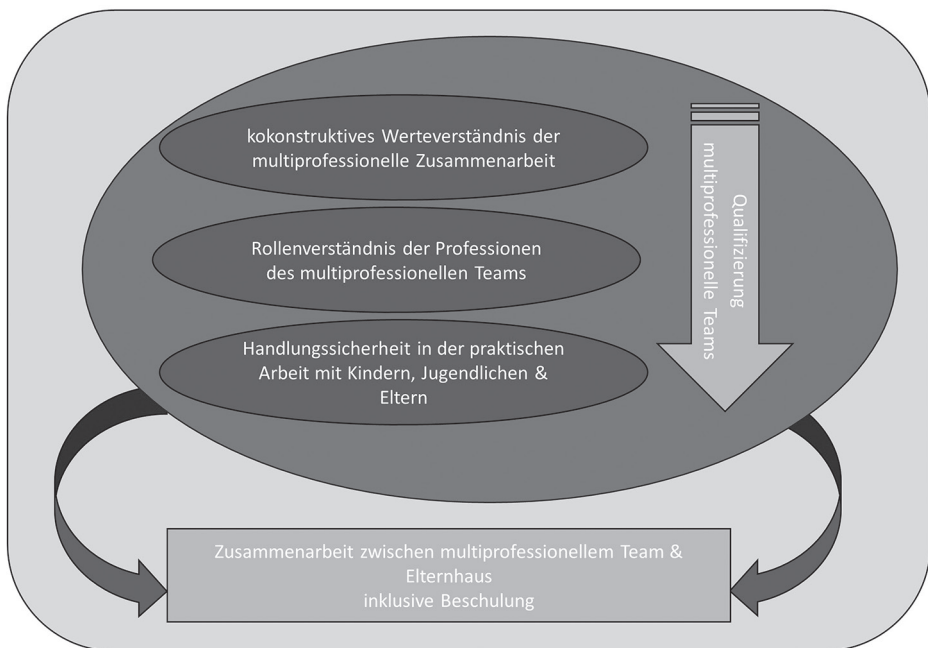 kokonstruktives Werteverständnis der
multiprofessionelle Zusammenarbeit
Rollenverständnis der Professionen
des multiprofessionellen Teams
Handlungssicherheit in der praktischen
Arbeit mit Kindern, Jugendlichen &
Eltern
Qualifizierung
multiprofessionelle Teams
Zusammenarbeit zwischen multiprofessionellem Team &
Elternhaus
inklusive Beschulung